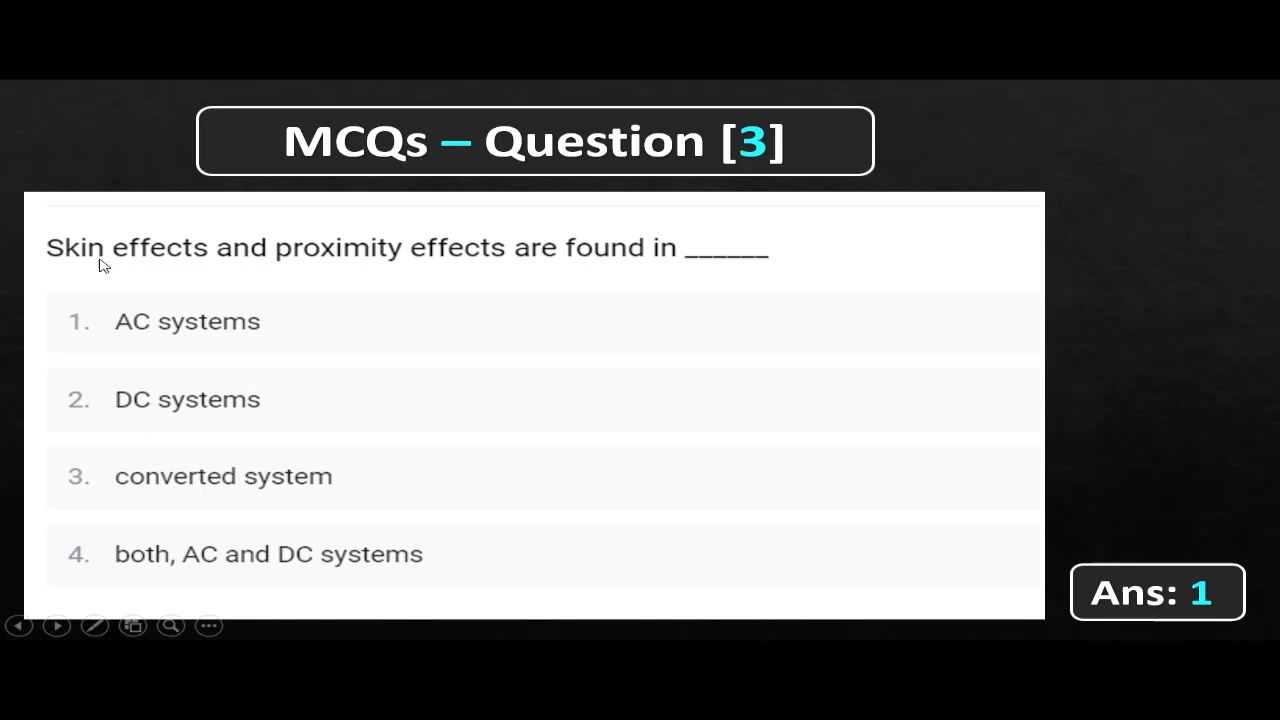 MCQs – Question [3]
Skin effects and proximity effects are found in ______
1. AC systems
2. DC systems
3. converted system
4. both, AC and DC systems
Ans: 1